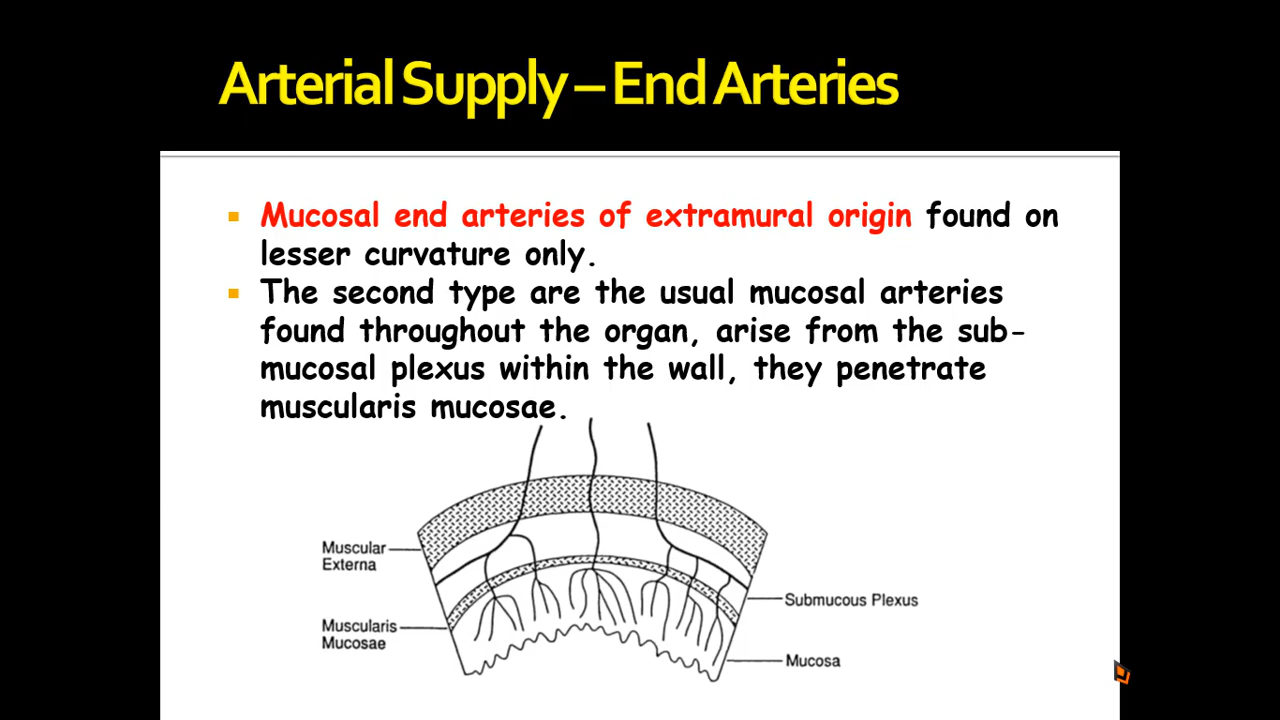 Arterial Supply – End Arteries
Mucosal end arteries of extramural origin found on
lesser curvature only.
The second type are the usual mucosal arteries
found throughout the organ, arise from the sub-
mucosal plexus within the wall, they penetrate
muscularis mucosae.
Muscular
Externa
Submucous Plexus
Muscularis
Mucosae
Mucosa